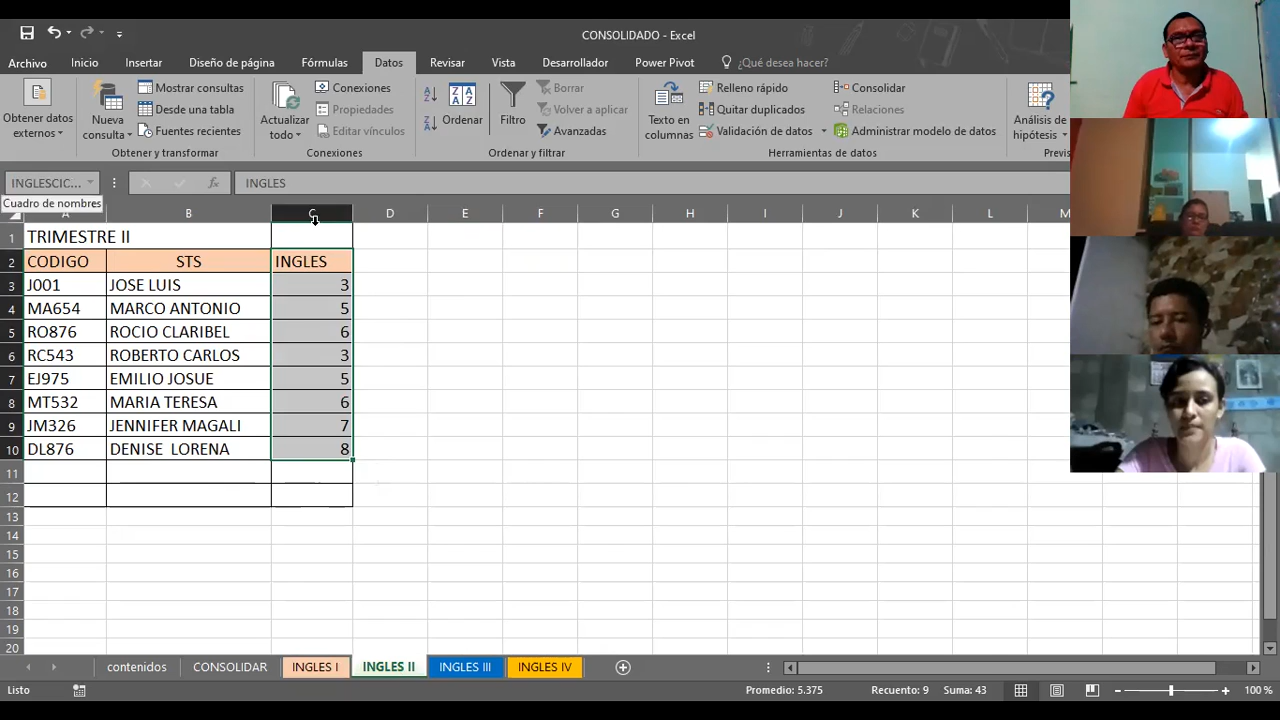 CONSOLIDADO - Excel
Archivo Inicio Insertar Diseño de página Fórmulas Datos Revisar Vista Desarrollador Power Pivot ¿Qué desea hacer?
Obtener datos externos
Nueva consulta
Mostrar consultas
Desde una tabla
Fuentes recientes
Obtener y transformar
Actualizar todo
Conexiones
Propiedades
Editar vínculos
Conexiones
Ordenar
Filtro
Borrar
Volver a aplicar
Avanzadas
Ordenar y filtrar
Texto en columnas
Relleno rápido
Quitar duplicados
Validación de datos
Consolidar
Relaciones
Administrar modelo de datos
Herramientas de datos
Análisis de hipótesis
Previs
INGLESCIC... fx INGLES
Cuadro de nombres
A B C D E F G H I J K L M
1 TRIMESTRE II
2 CODIGO STS INGLES
3 J001 JOSE LUIS 3
4 MA654 MARCO ANTONIO 5
5 RO876 ROCIO CLARIBEL 6
6 RC543 ROBERTO CARLOS 3
7 EJ975 EMILIO JOSUE 5
8 MT532 MARIA TERESA 6
9 JM326 JENNIFER MAGALI 7
10 DL876 DENISE LORENA 8
11
12
13
14
15
16
17
18
19
20
contenidos CONSOLIDAR INGLES I INGLES II INGLES III INGLES IV
Listo Promedio: 5.375 Recuento: 9 Suma: 43 100 %